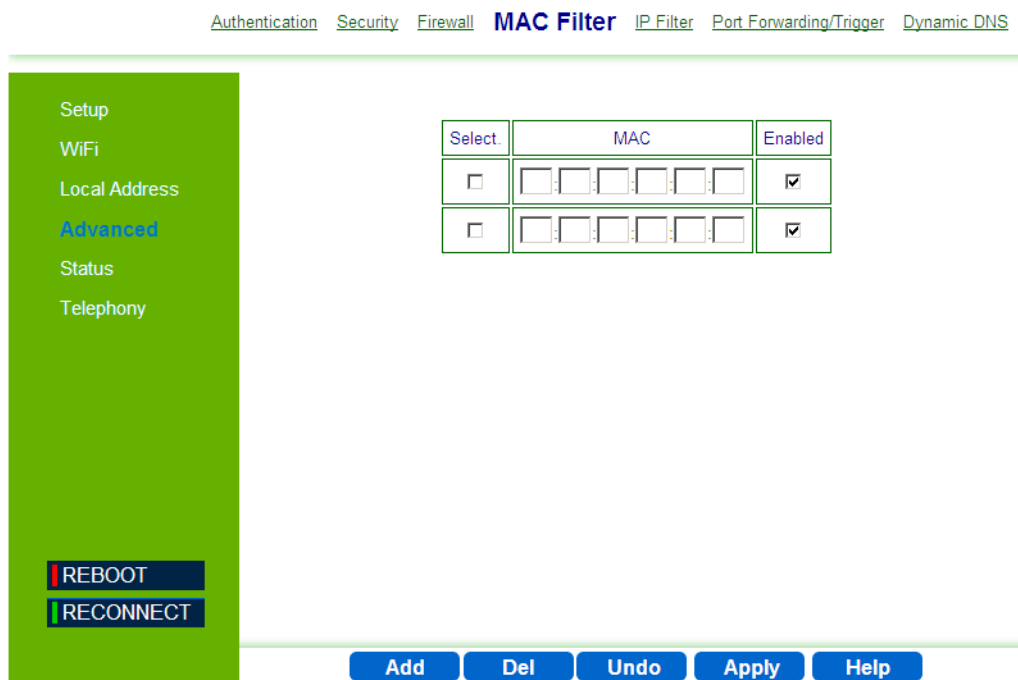 Authentication Security Firewall MAC Filter IP Filter Port Forwarding/Trigger Dynamic DNS
Setup
WiFi
Local Address
Advanced
Status
Telephony
REBOOT
RECONNECT
Select. MAC Enabled
: : : : :
: : : : :
Add Del Undo Apply Help